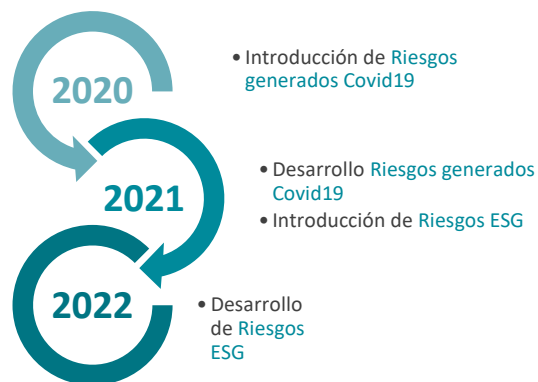 2020
• Introducción de Riesgos
generados Covid19
2021
• Desarrollo Riesgos generados
Covid19
• Introducción de Riesgos ESG
2022
• Desarrollo
de Riesgos
ESG